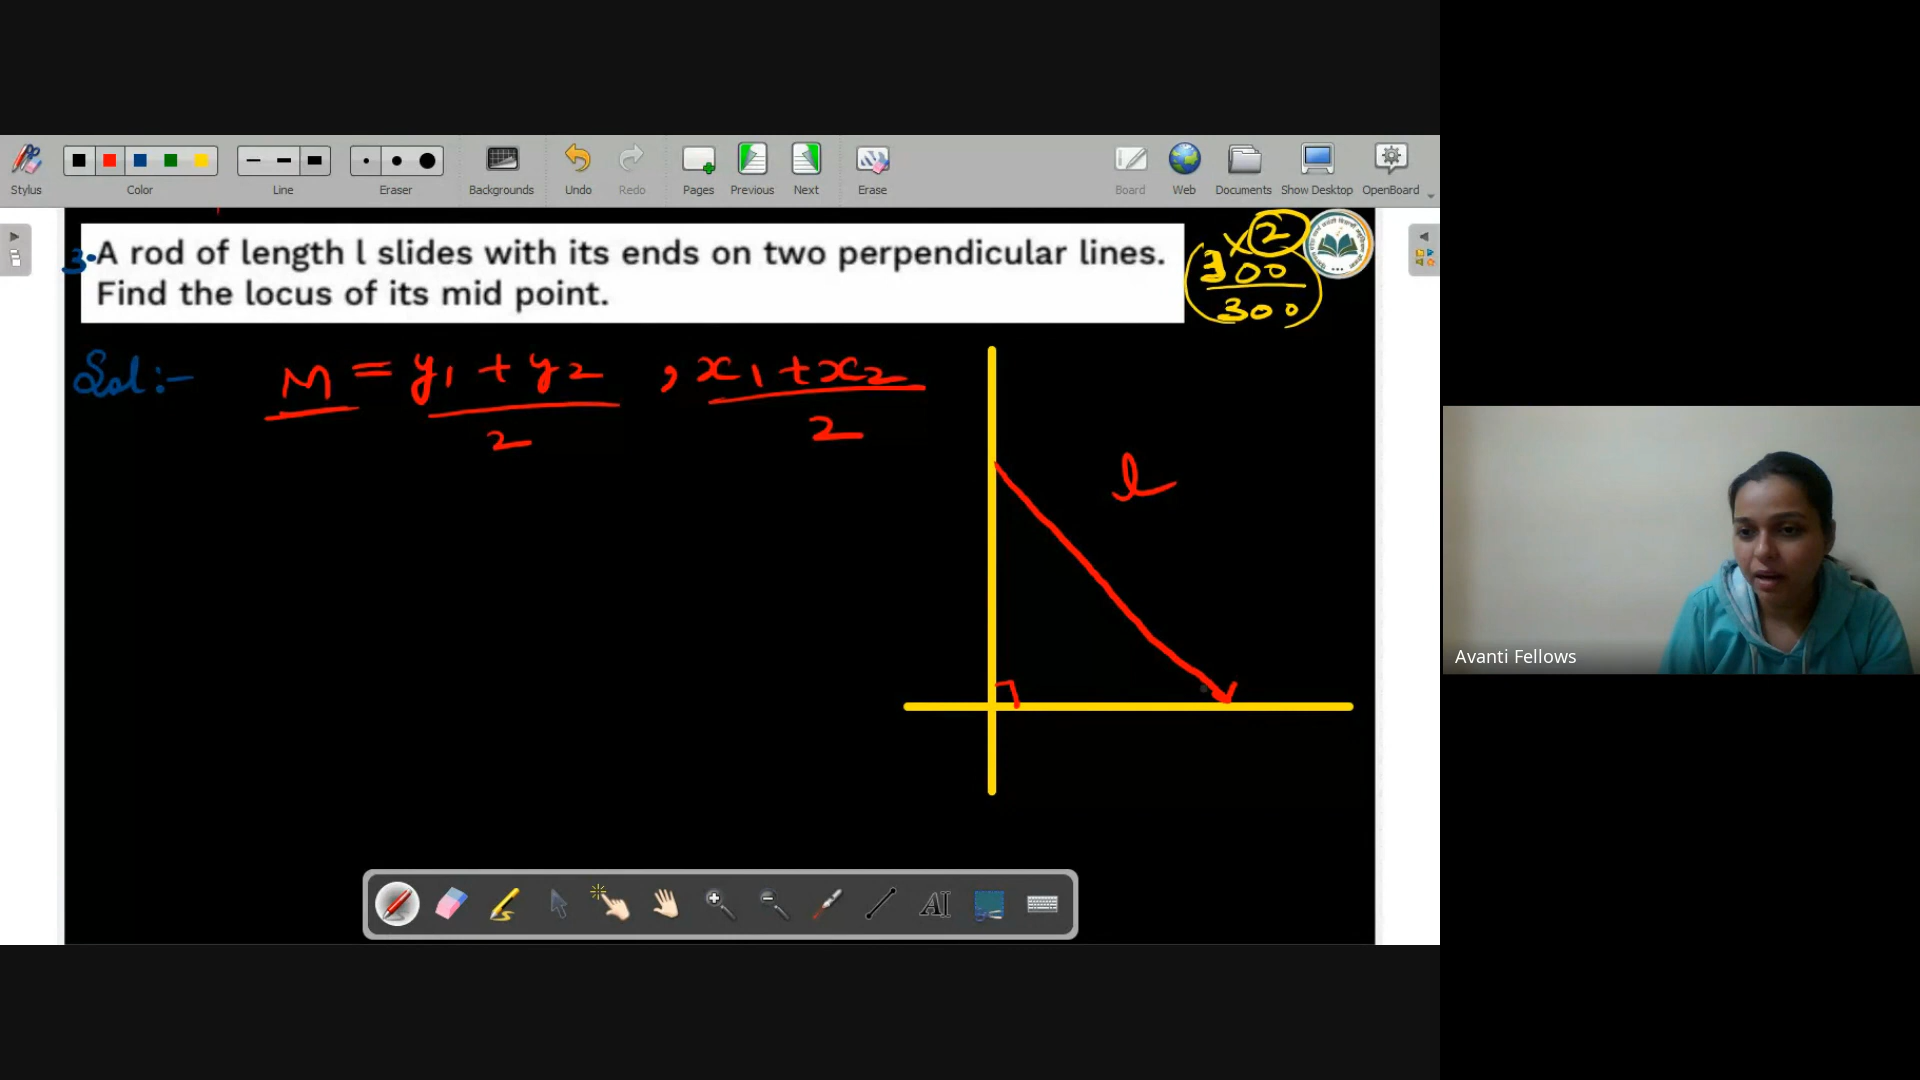 Stylus
Color
Line
Eraser
Backgrounds
Undo
Redo
Pages
Previous
Next
Erase
Board
Web
Documents
Show Desktop
OpenBoard
3. A rod of length l slides with its ends on two perpendicular lines.
Find the locus of its mid point.
×2
300
300
Sol:-
M = y1 + y2 / 2 , x1 + x2 / 2
l
AI
Avanti Fellows